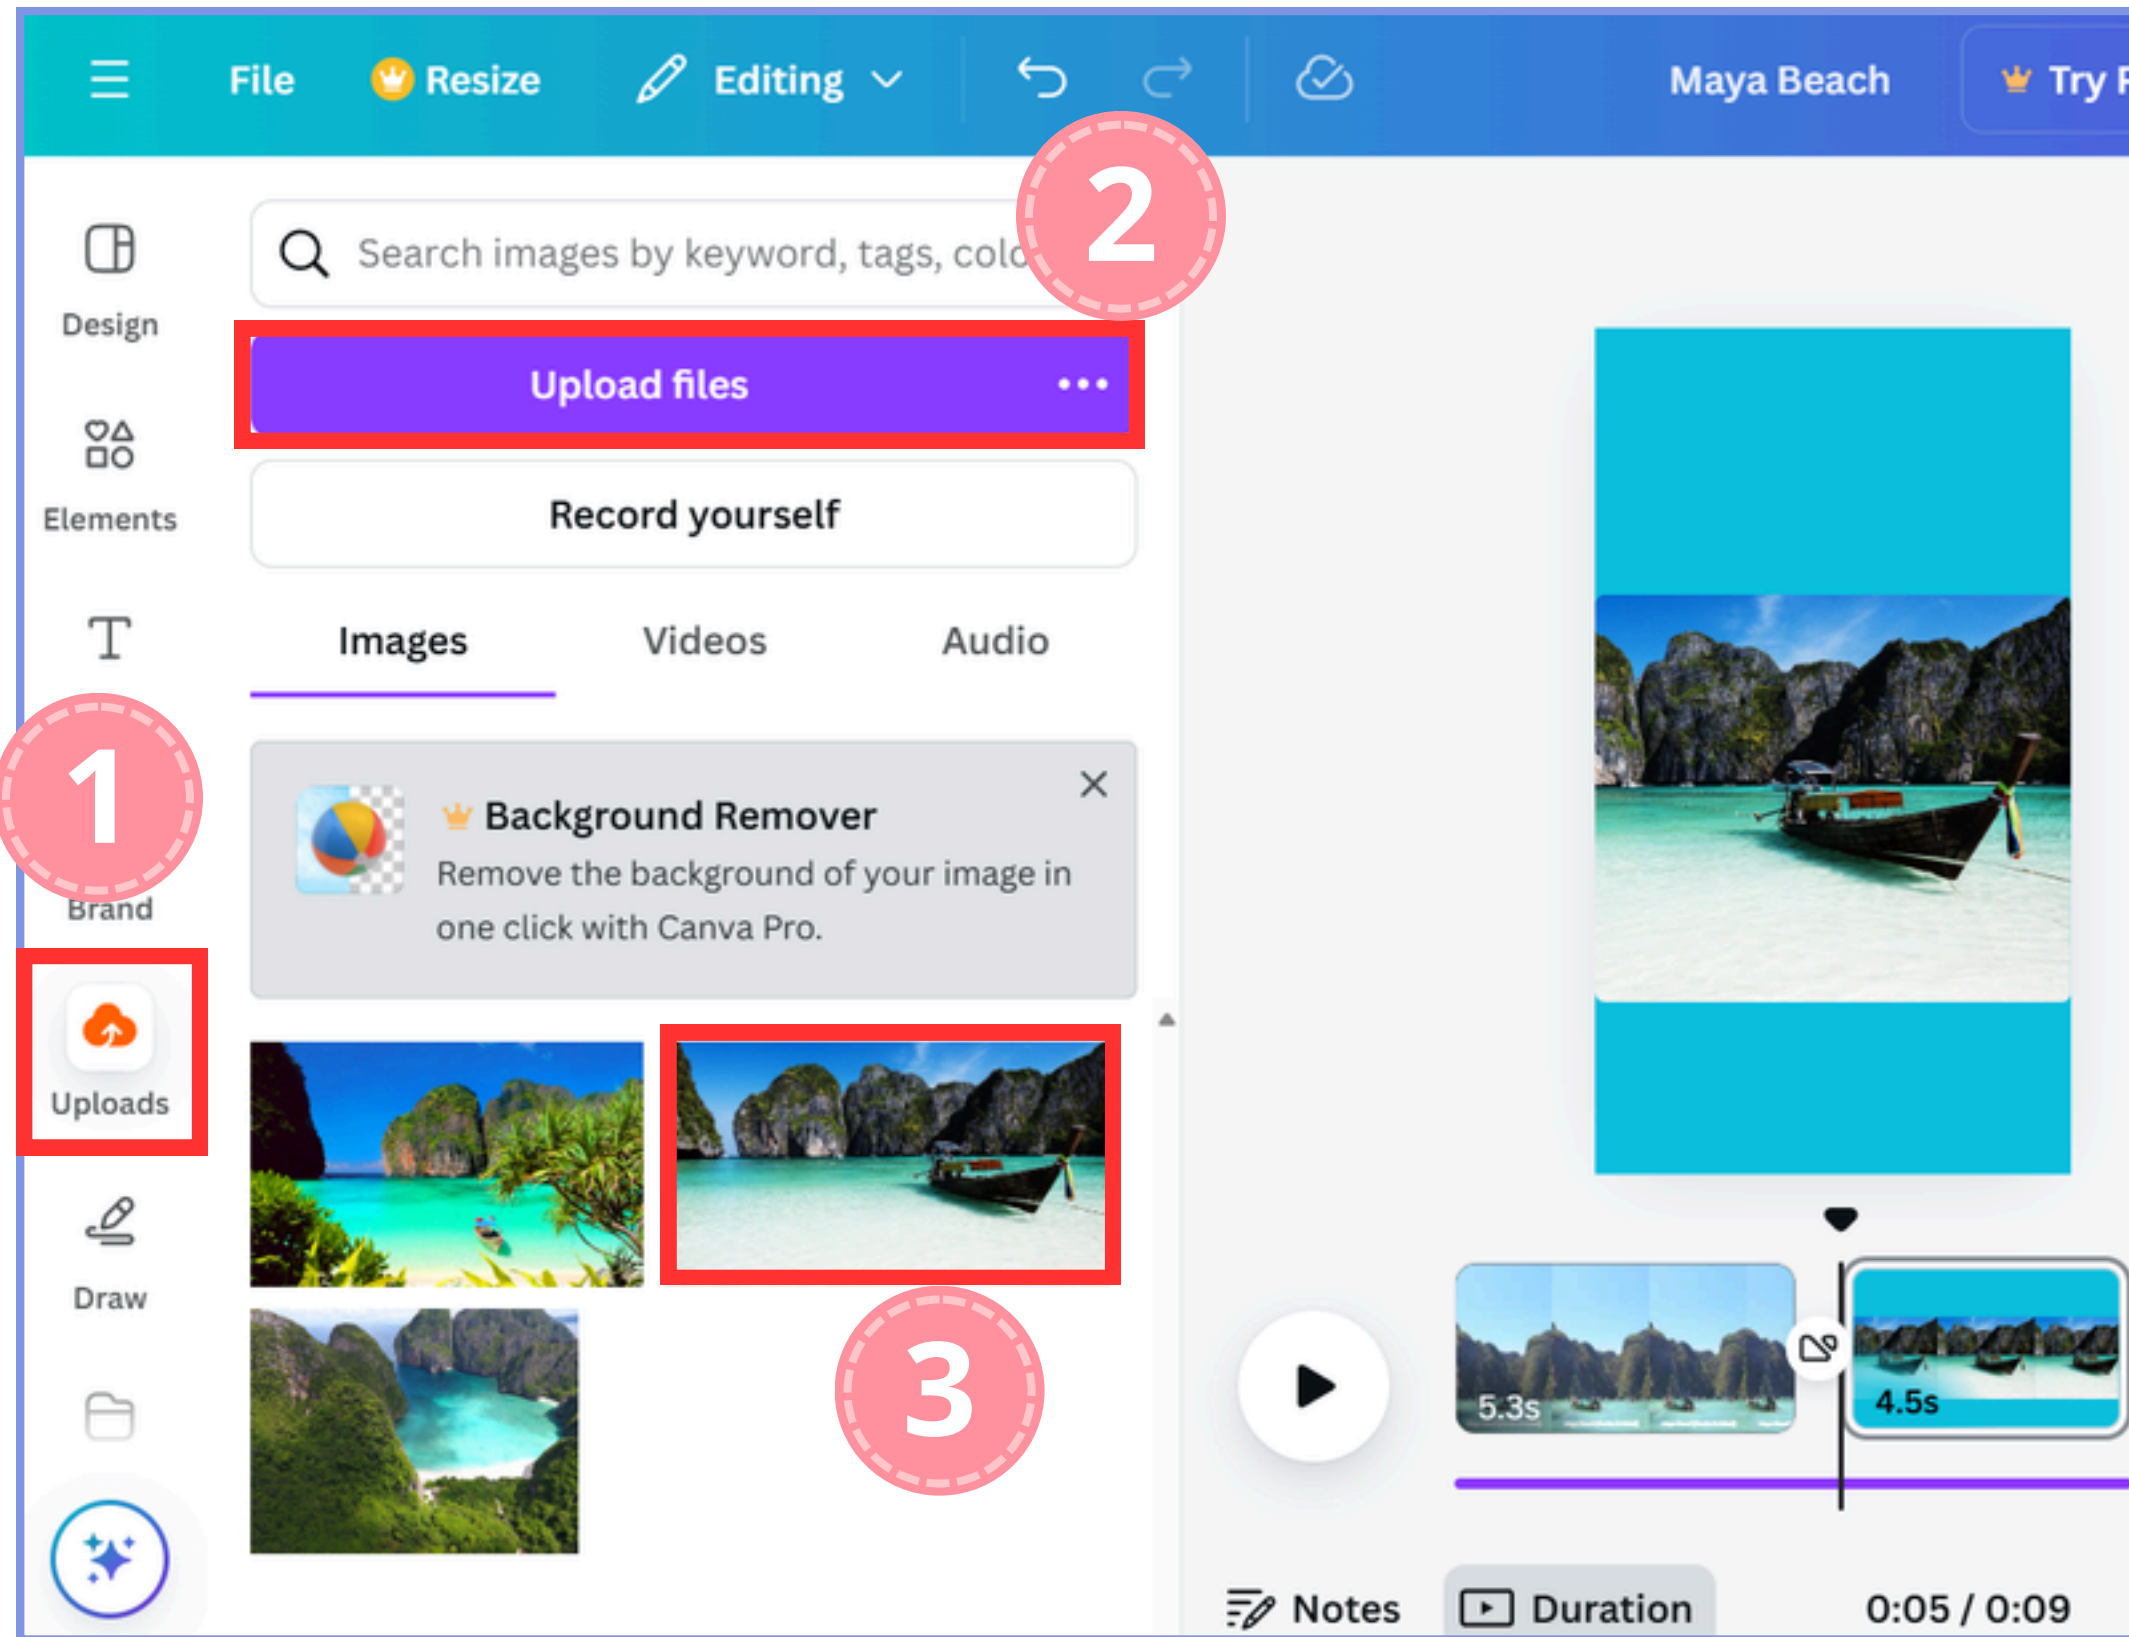 File
Resize
Editing
Maya Beach
Try
2
Search images by keyword, tags, colo
Design
Upload files
Elements
Record yourself
T
Images
Videos
Audio
1
Background Remover
Remove the background of your image in
one click with Canva Pro.
Brand
Uploads
Draw
3
5.3s
4.5s
Notes
Duration
0:05 / 0:09